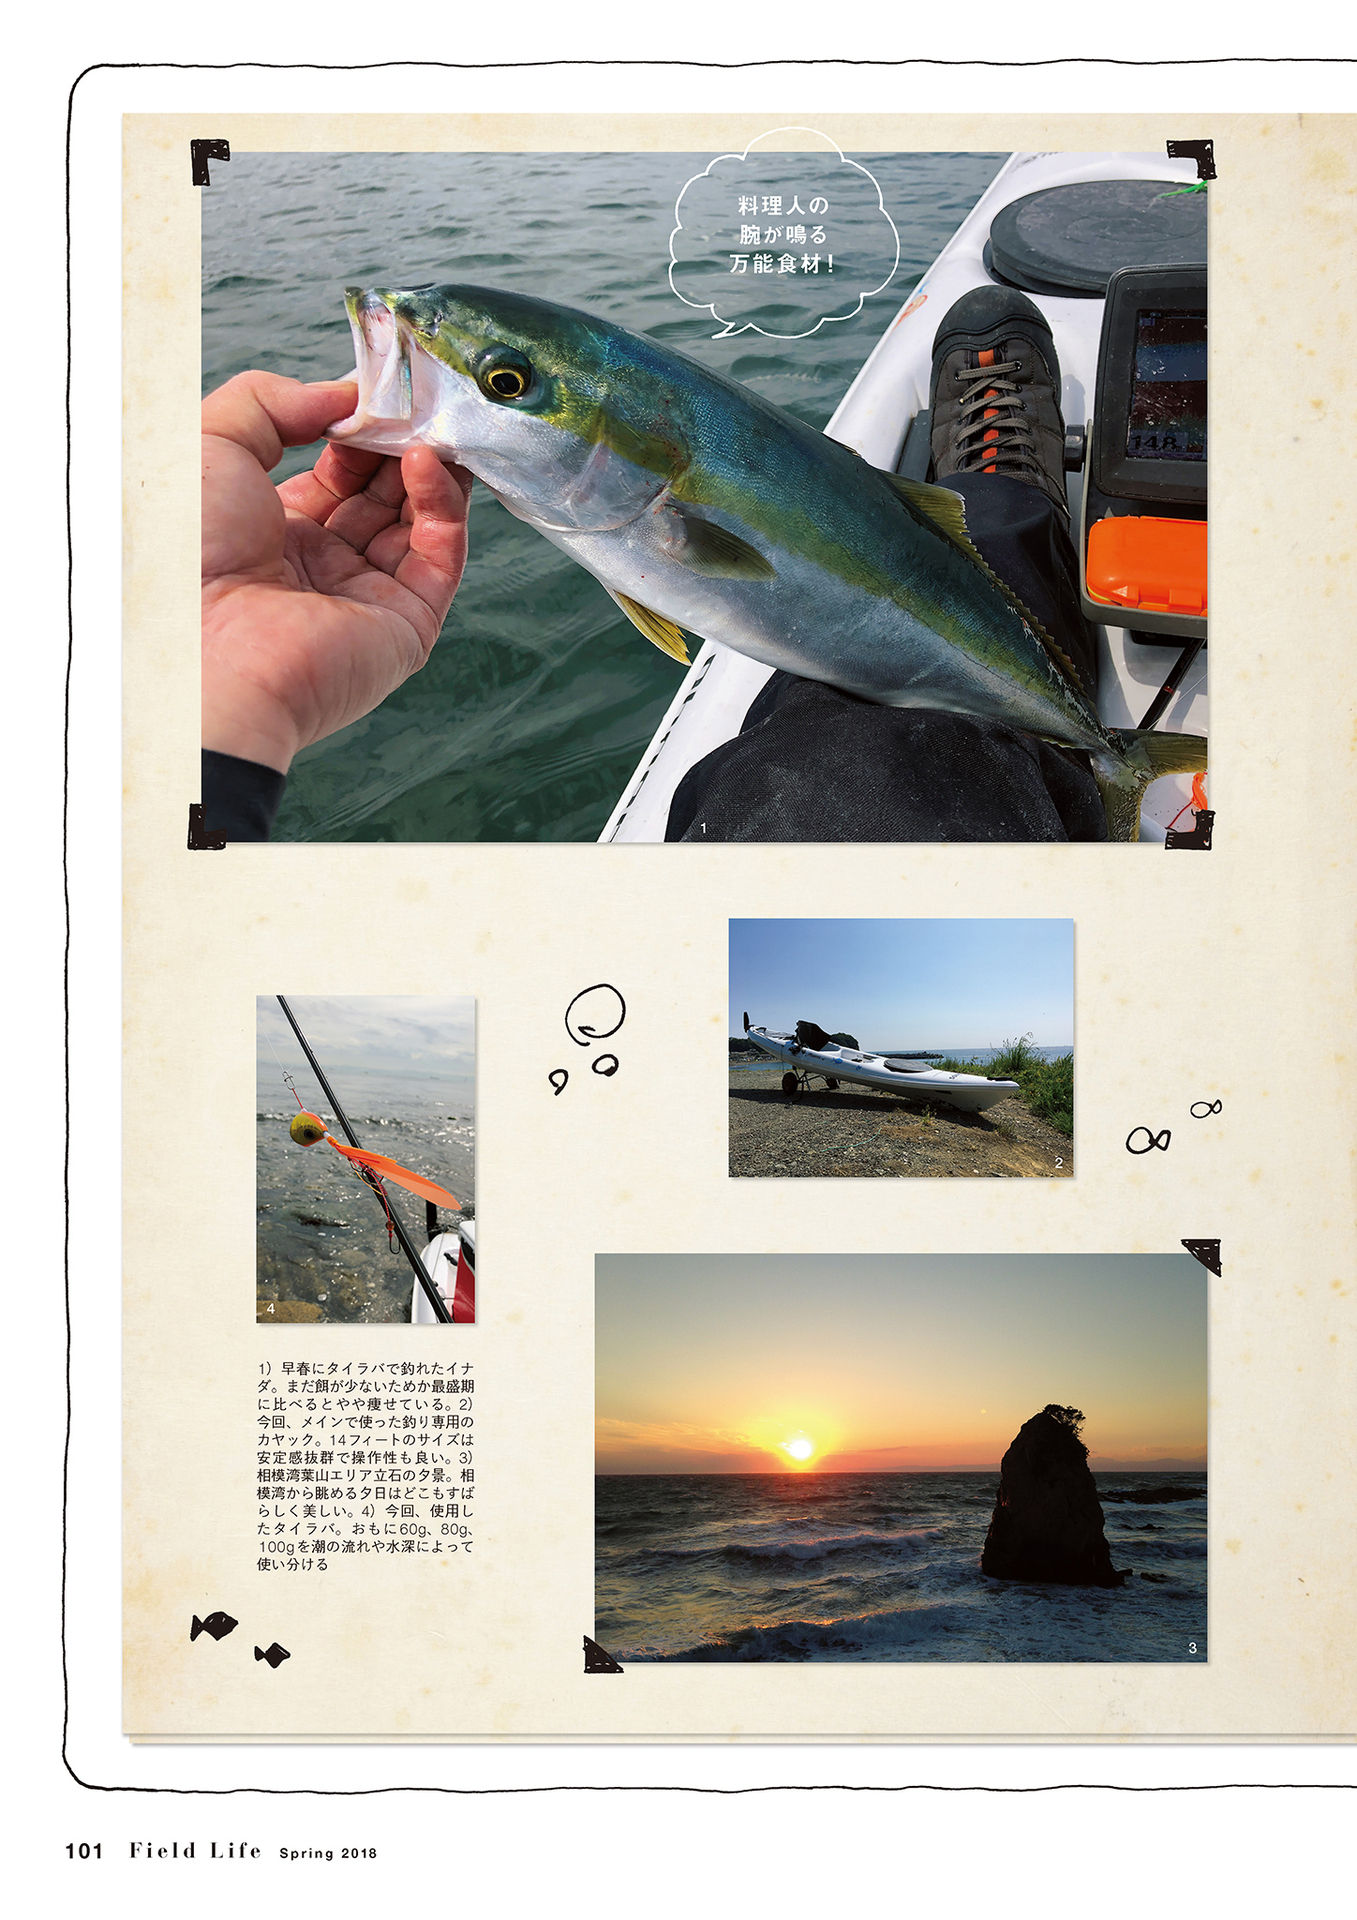 料理人の
腕が鳴る
万能食材！
148
1
2
4
3
1）早春にタイラバで釣れたイナ
ダ。まだ餌が少ないためか最盛期
に比べるとやや痩せている。2）
今回、メインで使った釣り専用の
カヤック。14フィートのサイズは
安定感抜群で操作性も良い。3）
相模湾葉山エリア立石の夕景。相
模湾から眺める夕日はどこもすば
らしく美しい。4）今回、使用し
たタイラバ。おもに60g、80g、
100gを潮の流れや水深によって
使い分ける
101 Field Life Spring 2018